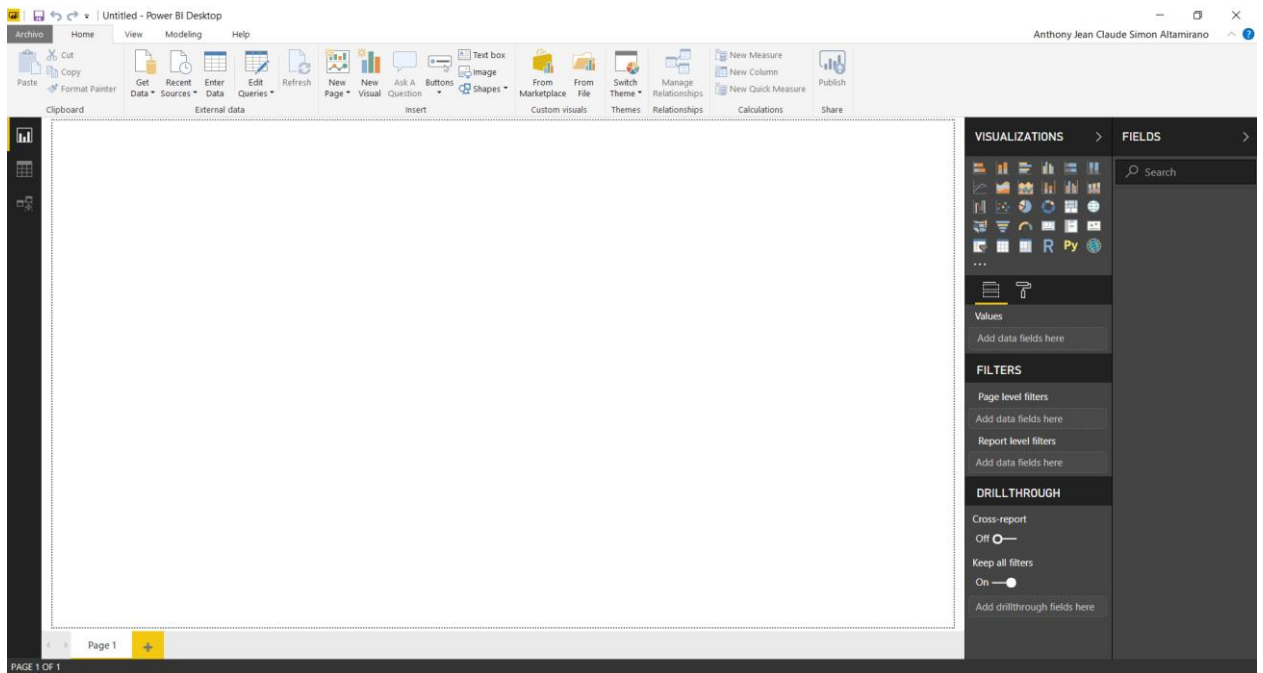 Untitled - Power BI Desktop
Archivo Home View Modeling Help Anthony Jean Claude Simon Altamirano
Paste
Cut
Copy
Format Painter
Clipboard
Get Data
Recent Sources
Enter Data
Edit Queries
Refresh
External data
New Page
New Visual
Ask A Question
Buttons
Text box
Image
Shapes
Insert
From Marketplace
From File
Custom visuals
Switch Theme
Themes
Manage Relationships
Relationships
New Measure
New Column
New Quick Measure
Calculations
Publish
Share
VISUALIZATIONS
R Py
...
Values
Add data fields here
FILTERS
Page level filters
Add data fields here
Report level filters
Add data fields here
DRILLTHROUGH
Cross-report
Off
Keep all filters
On
Add drillthrough fields here
FIELDS
Search
Page 1
PAGE 1 OF 1